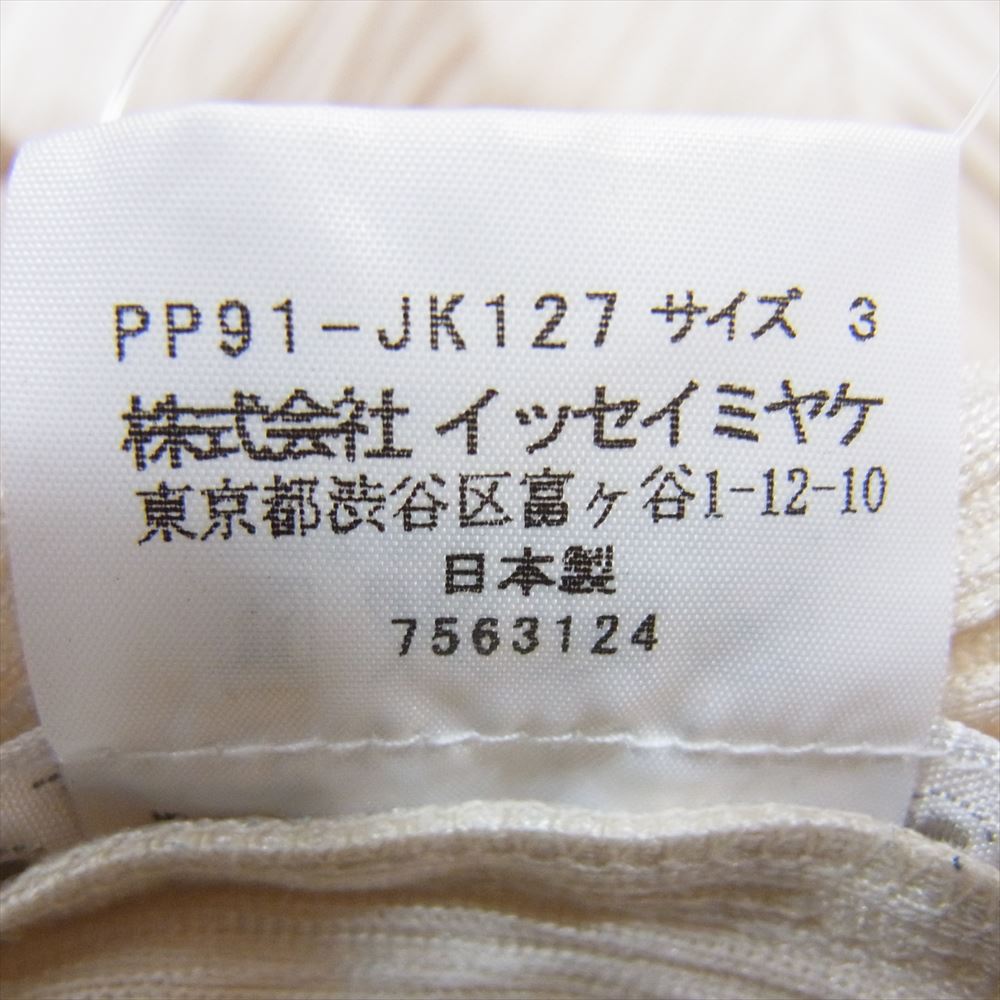 PP91-JK127 サイズ 3
株式会社 イッセイミヤケ
東京都渋谷区富ヶ谷1-12-10
日本製
7563124